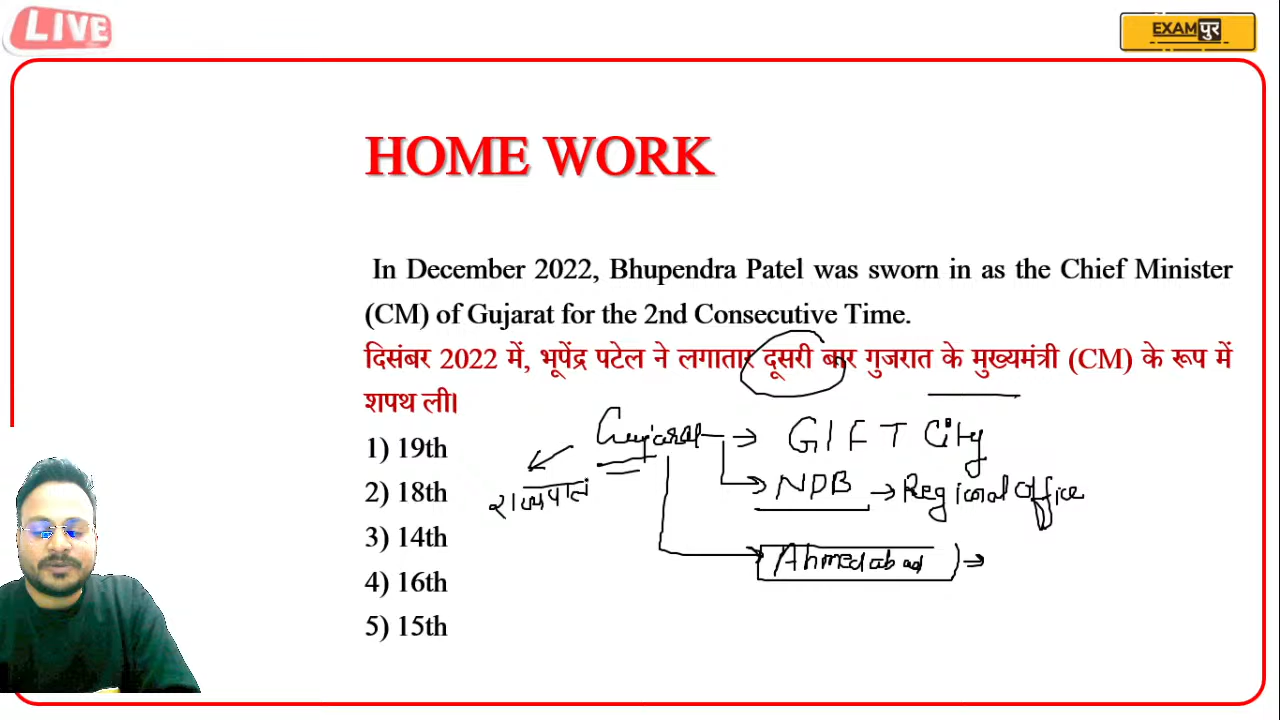 LIVE
EXAMपुर
HOME WORK
In December 2022, Bhupendra Patel was sworn in as the Chief Minister
(CM) of Gujarat for the 2nd Consecutive Time.
दिसंबर 2022 में, भूपेंद्र पटेल ने लगातार दूसरी बार गुजरात के मुख्यमंत्री (CM) के रूप में
शपथ ली।
1) 19th
2) 18th
3) 14th
4) 16th
5) 15th
Gujarat → GIFT City
राज्यपाल
NDB → Regional Office
Ahmedabad →